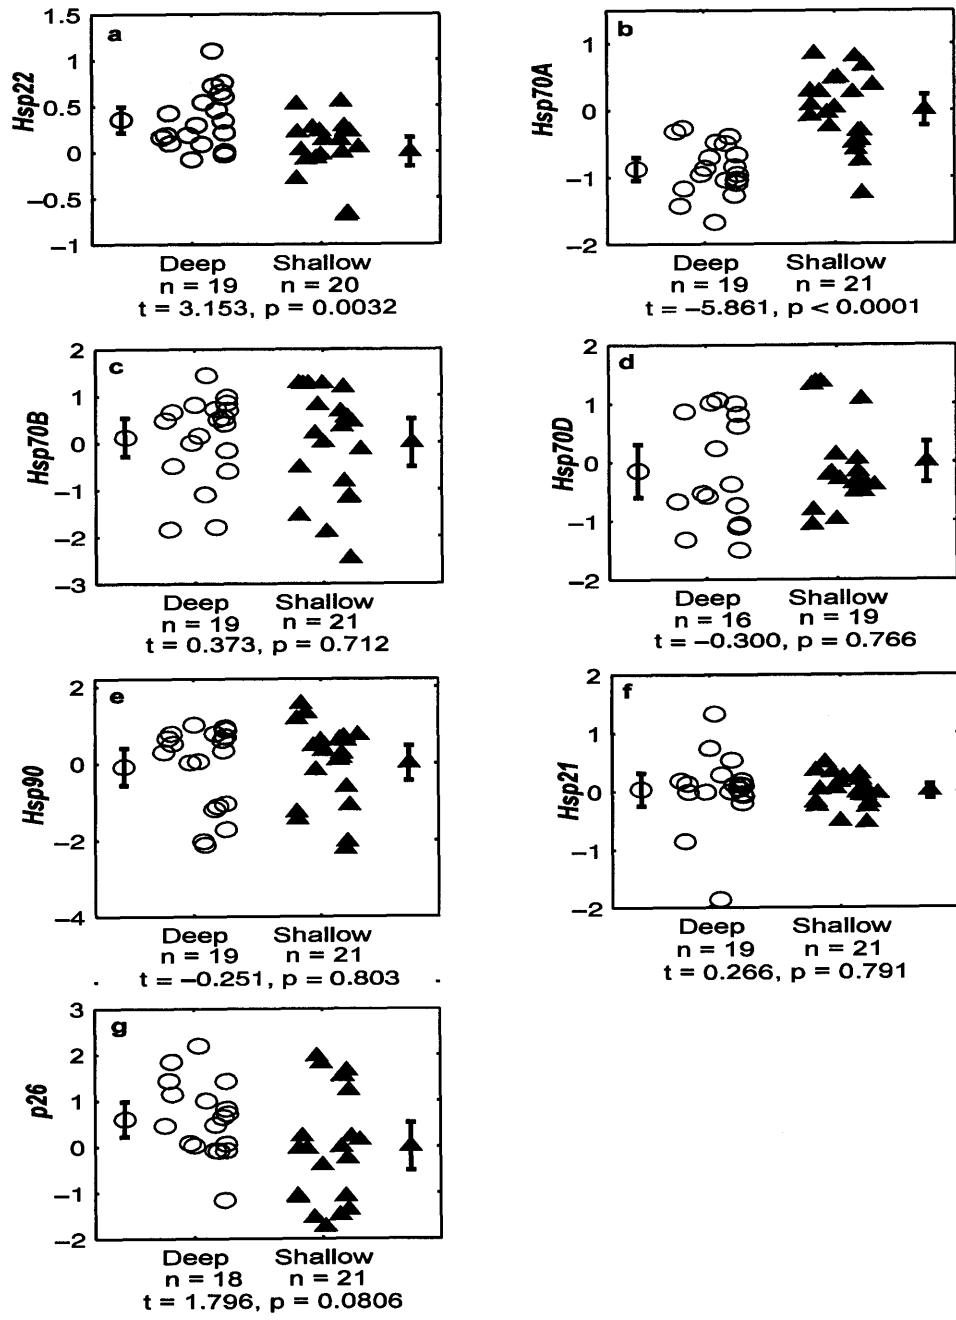 a
Hsp22
1.5
1
0.5
0
−0.5
−1
Deep Shallow
n = 19 n = 20
t = 3.153, p = 0.0032
b
Hsp70A
1
0
−1
−2
Deep Shallow
n = 19 n = 21
t = −5.861, p < 0.0001
c
Hsp70B
2
1
0
−1
−2
−3
Deep Shallow
n = 19 n = 21
t = 0.373, p = 0.712
d
Hsp70D
2
1
0
−1
−2
Deep Shallow
n = 16 n = 19
t = −0.300, p = 0.766
e
Hsp90
2
0
−2
−4
Deep Shallow
n = 19 n = 21
t = −0.251, p = 0.803
f
Hsp21
2
1
0
−1
−2
Deep Shallow
n = 19 n = 21
t = 0.266, p = 0.791
g
p26
3
2
1
0
−1
−2
Deep Shallow
n = 18 n = 21
t = 1.796, p = 0.0806